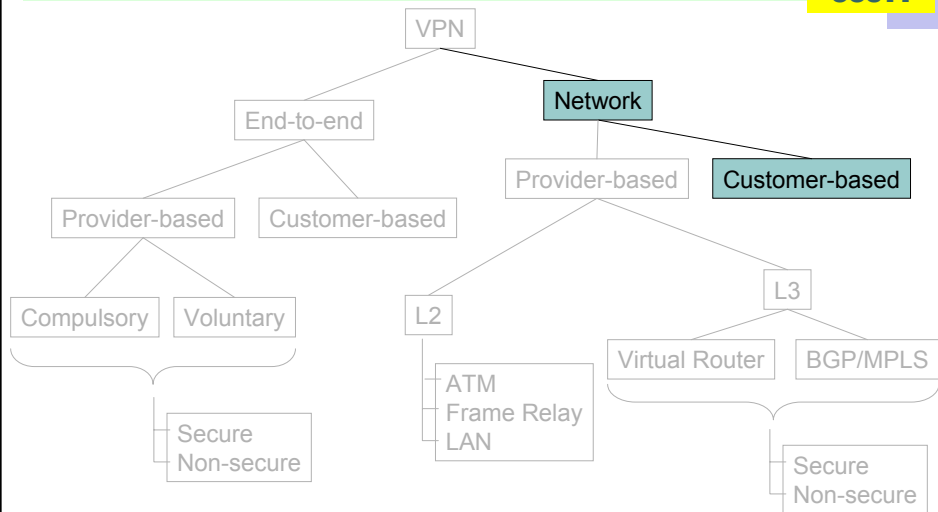 VPN
End-to-end
Network
Provider-based
Customer-based
Provider-based
Customer-based
Compulsory
Voluntary
L2
L3
Virtual Router
BGP/MPLS
ATM
Frame Relay
LAN
Secure
Non-secure
Secure
Non-secure